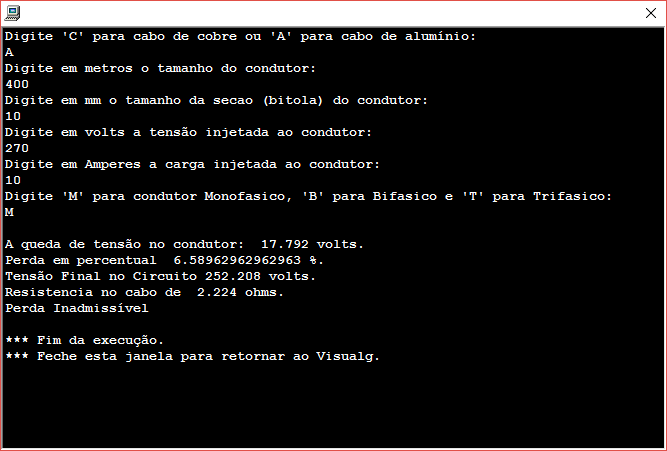 Digite 'C' para cabo de cobre ou 'A' para cabo de alumínio:
A
Digite em metros o tamanho do condutor:
400
Digite em mm o tamanho da secao (bitola) do condutor:
10
Digite em volts a tensão injetada ao condutor:
270
Digite em Amperes a carga injetada ao condutor:
10
Digite 'M' para condutor Monofasico, 'B' para Bifasico e 'T' para Trifasico:
M
A queda de tensão no condutor:  17.792 volts.
Perda em percentual  6.58962962962963 %.
Tensão Final no Circuito 252.208 volts.
Resistencia no cabo de  2.224 ohms.
Perda Inadmissível
*** Fim da execução.
*** Feche esta janela para retornar ao Visualg.